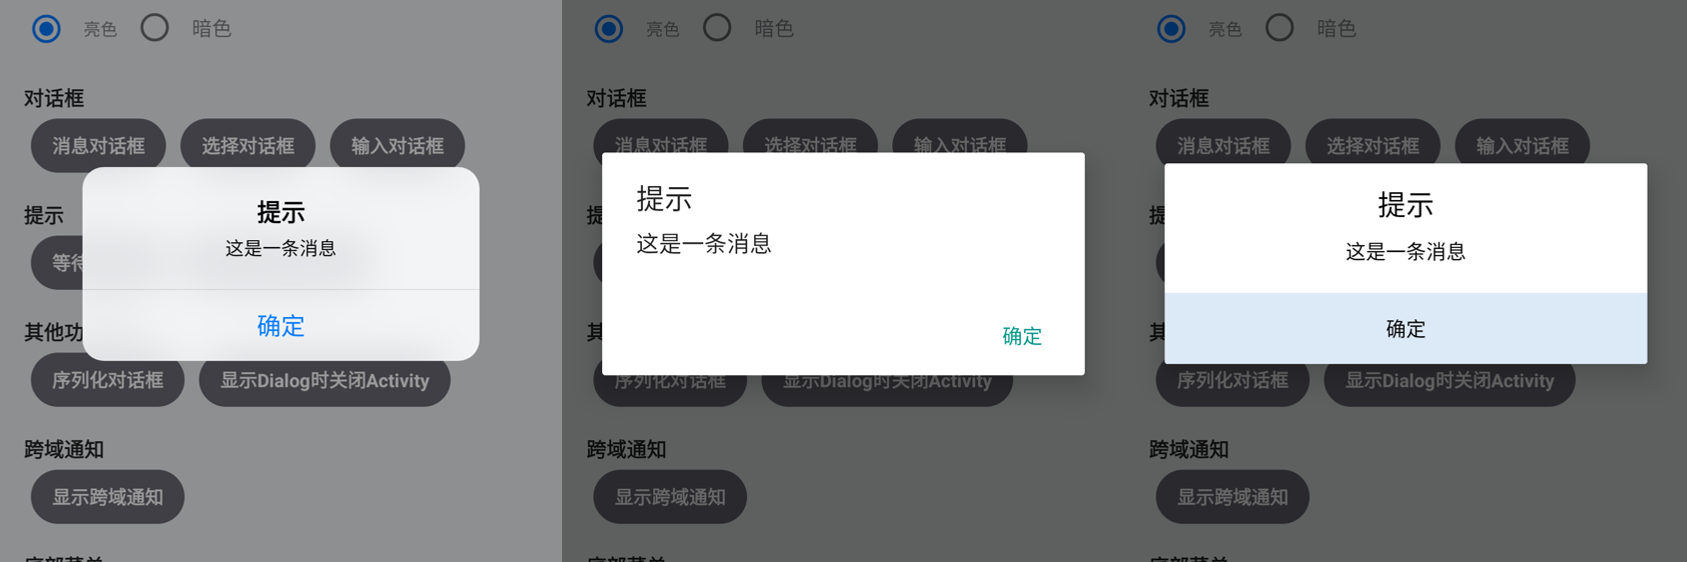 亮色 暗色
对话框
消息对话框 选择对话框 输入对话框
提示
等待
提示
这是一条消息
确定
其他功
序列化对话框 显示Dialog时关闭Activity
跨域通知
显示跨域通知
亮色 暗色
对话框
消息对话框 选择对话框 输入对话框
提示
这是一条消息
确定
其
序列化对话框 显示Dialog时关闭Activity
跨域通知
显示跨域通知
亮色 暗色
对话框
消息对话框 选择对话框 输入对话框
提示
这是一条消息
确定
其
序列化对话框 显示Dialog时关闭Activity
跨域通知
显示跨域通知